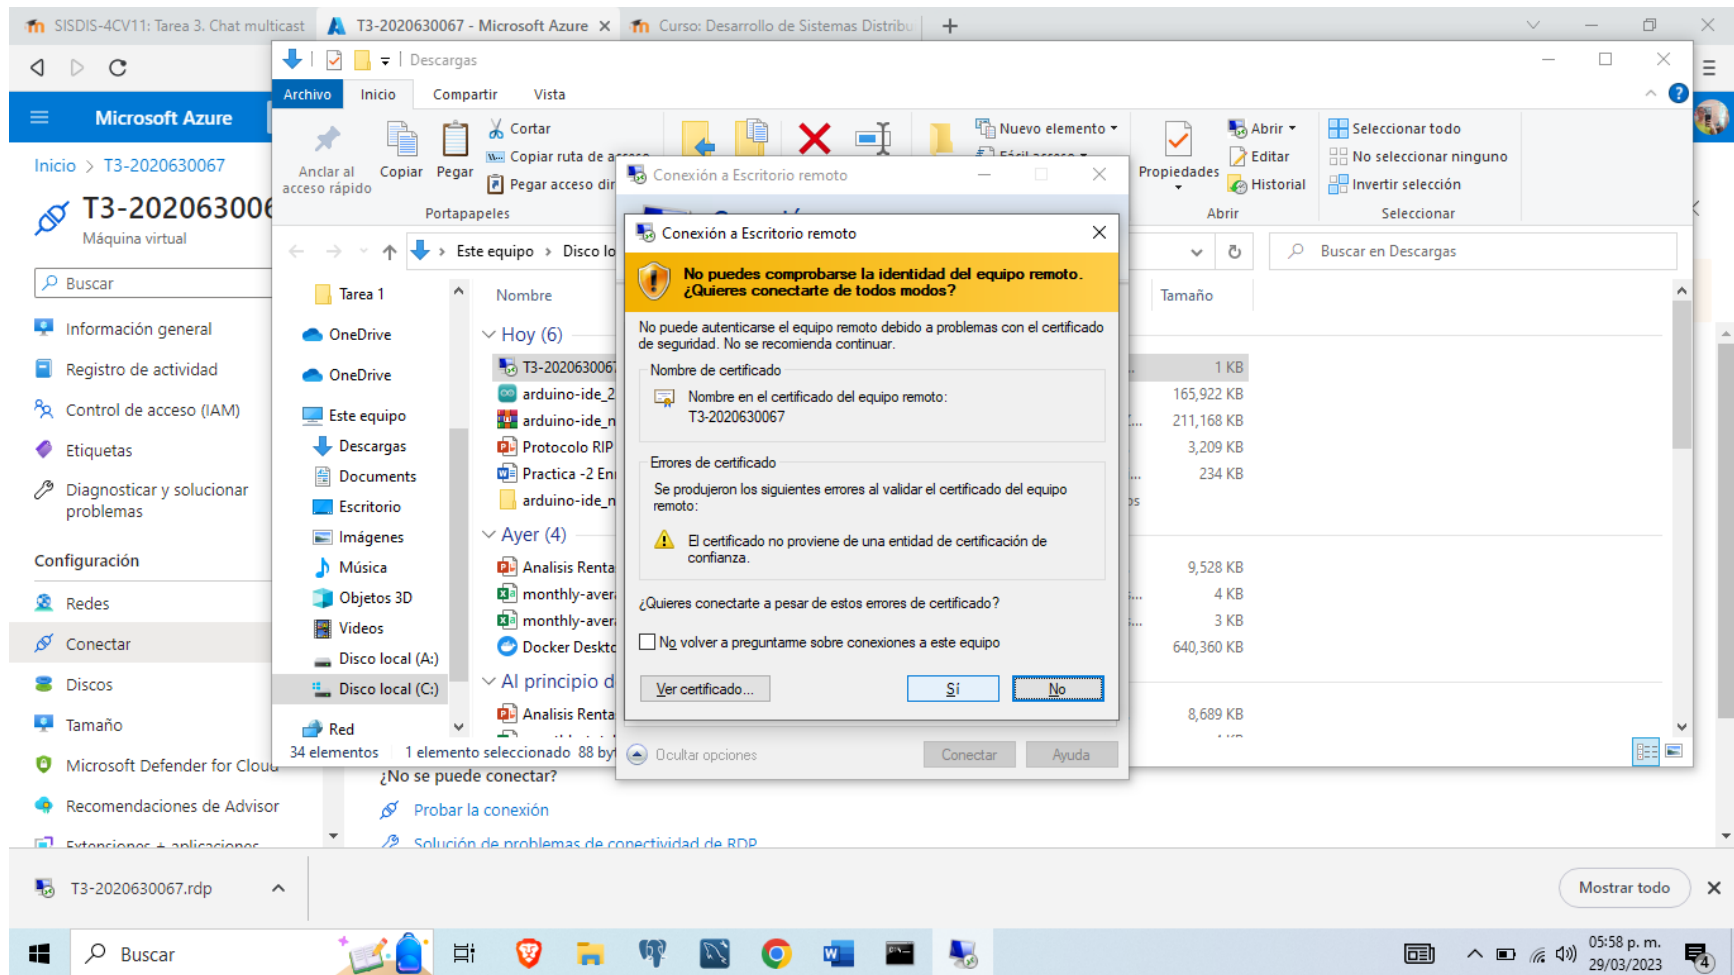 SISDIS-4CV11: Tarea 3. Chat multicast
T3-2020630067 - Microsoft Azure
Curso: Desarrollo de Sistemas Distribu
Descargas
Archivo
Inicio
Compartir
Vista
Microsoft Azure
Inicio > T3-2020630067
T3-202063006
Máquina virtual
Buscar
Información general
Registro de actividad
Control de acceso (IAM)
Etiquetas
Diagnosticar y solucionar
problemas
Configuración
Redes
Conectar
Discos
Tamaño
Microsoft Defender for Cloud
Recomendaciones de Advisor
Extensiones + aplicaciones
Anclar al
acceso rápido
Copiar
Pegar
Cortar
Copiar ruta de acceso
Pegar acceso dir
Portapapeles
Nuevo elemento
Fácil acceso
Propiedades
Abrir
Editar
Historial
Abrir
Seleccionar todo
No seleccionar ninguno
Invertir selección
Seleccionar
Este equipo > Disco lo
Buscar en Descargas
Tarea 1
OneDrive
OneDrive
Este equipo
Descargas
Documents
Escritorio
Imágenes
Música
Objetos 3D
Videos
Disco local (A:)
Disco local (C:)
Red
Nombre
Tamaño
Hoy (6)
T3-2020630067
1 KB
arduino-ide_2
165,922 KB
arduino-ide_n
211,168 KB
Protocolo RIP
3,209 KB
Practica -2 En
234 KB
arduino-ide_n
os
Ayer (4)
Analisis Renta
9,528 KB
monthly-aver
4 KB
monthly-aver
3 KB
Docker Deskto
640,360 KB
Al principio d
Analisis Renta
8,689 KB
34 elementos
1 elemento seleccionado 88 byt
Conexión a Escritorio remoto
Conexión a Escritorio remoto
No puedes comprobarse la identidad del equipo remoto.
¿Quieres conectarte de todos modos?
No puede autenticarse el equipo remoto debido a problemas con el certificado
de seguridad. No se recomienda continuar.
Nombre de certificado
Nombre en el certificado del equipo remoto:
T3-2020630067
Errores de certificado
Se produjeron los siguientes errores al validar el certificado del equipo
remoto:
El certificado no proviene de una entidad de certificación de
confianza.
¿Quieres conectarte a pesar de estos errores de certificado?
No volver a preguntarme sobre conexiones a este equipo
Ver certificado...
Sí
No
Ocultar opciones
Conectar
Ayuda
¿No se puede conectar?
Probar la conexión
Solución de problemas de conectividad de RDP
T3-2020630067.rdp
Mostrar todo
Buscar
05:58 p. m.
29/03/2023
4